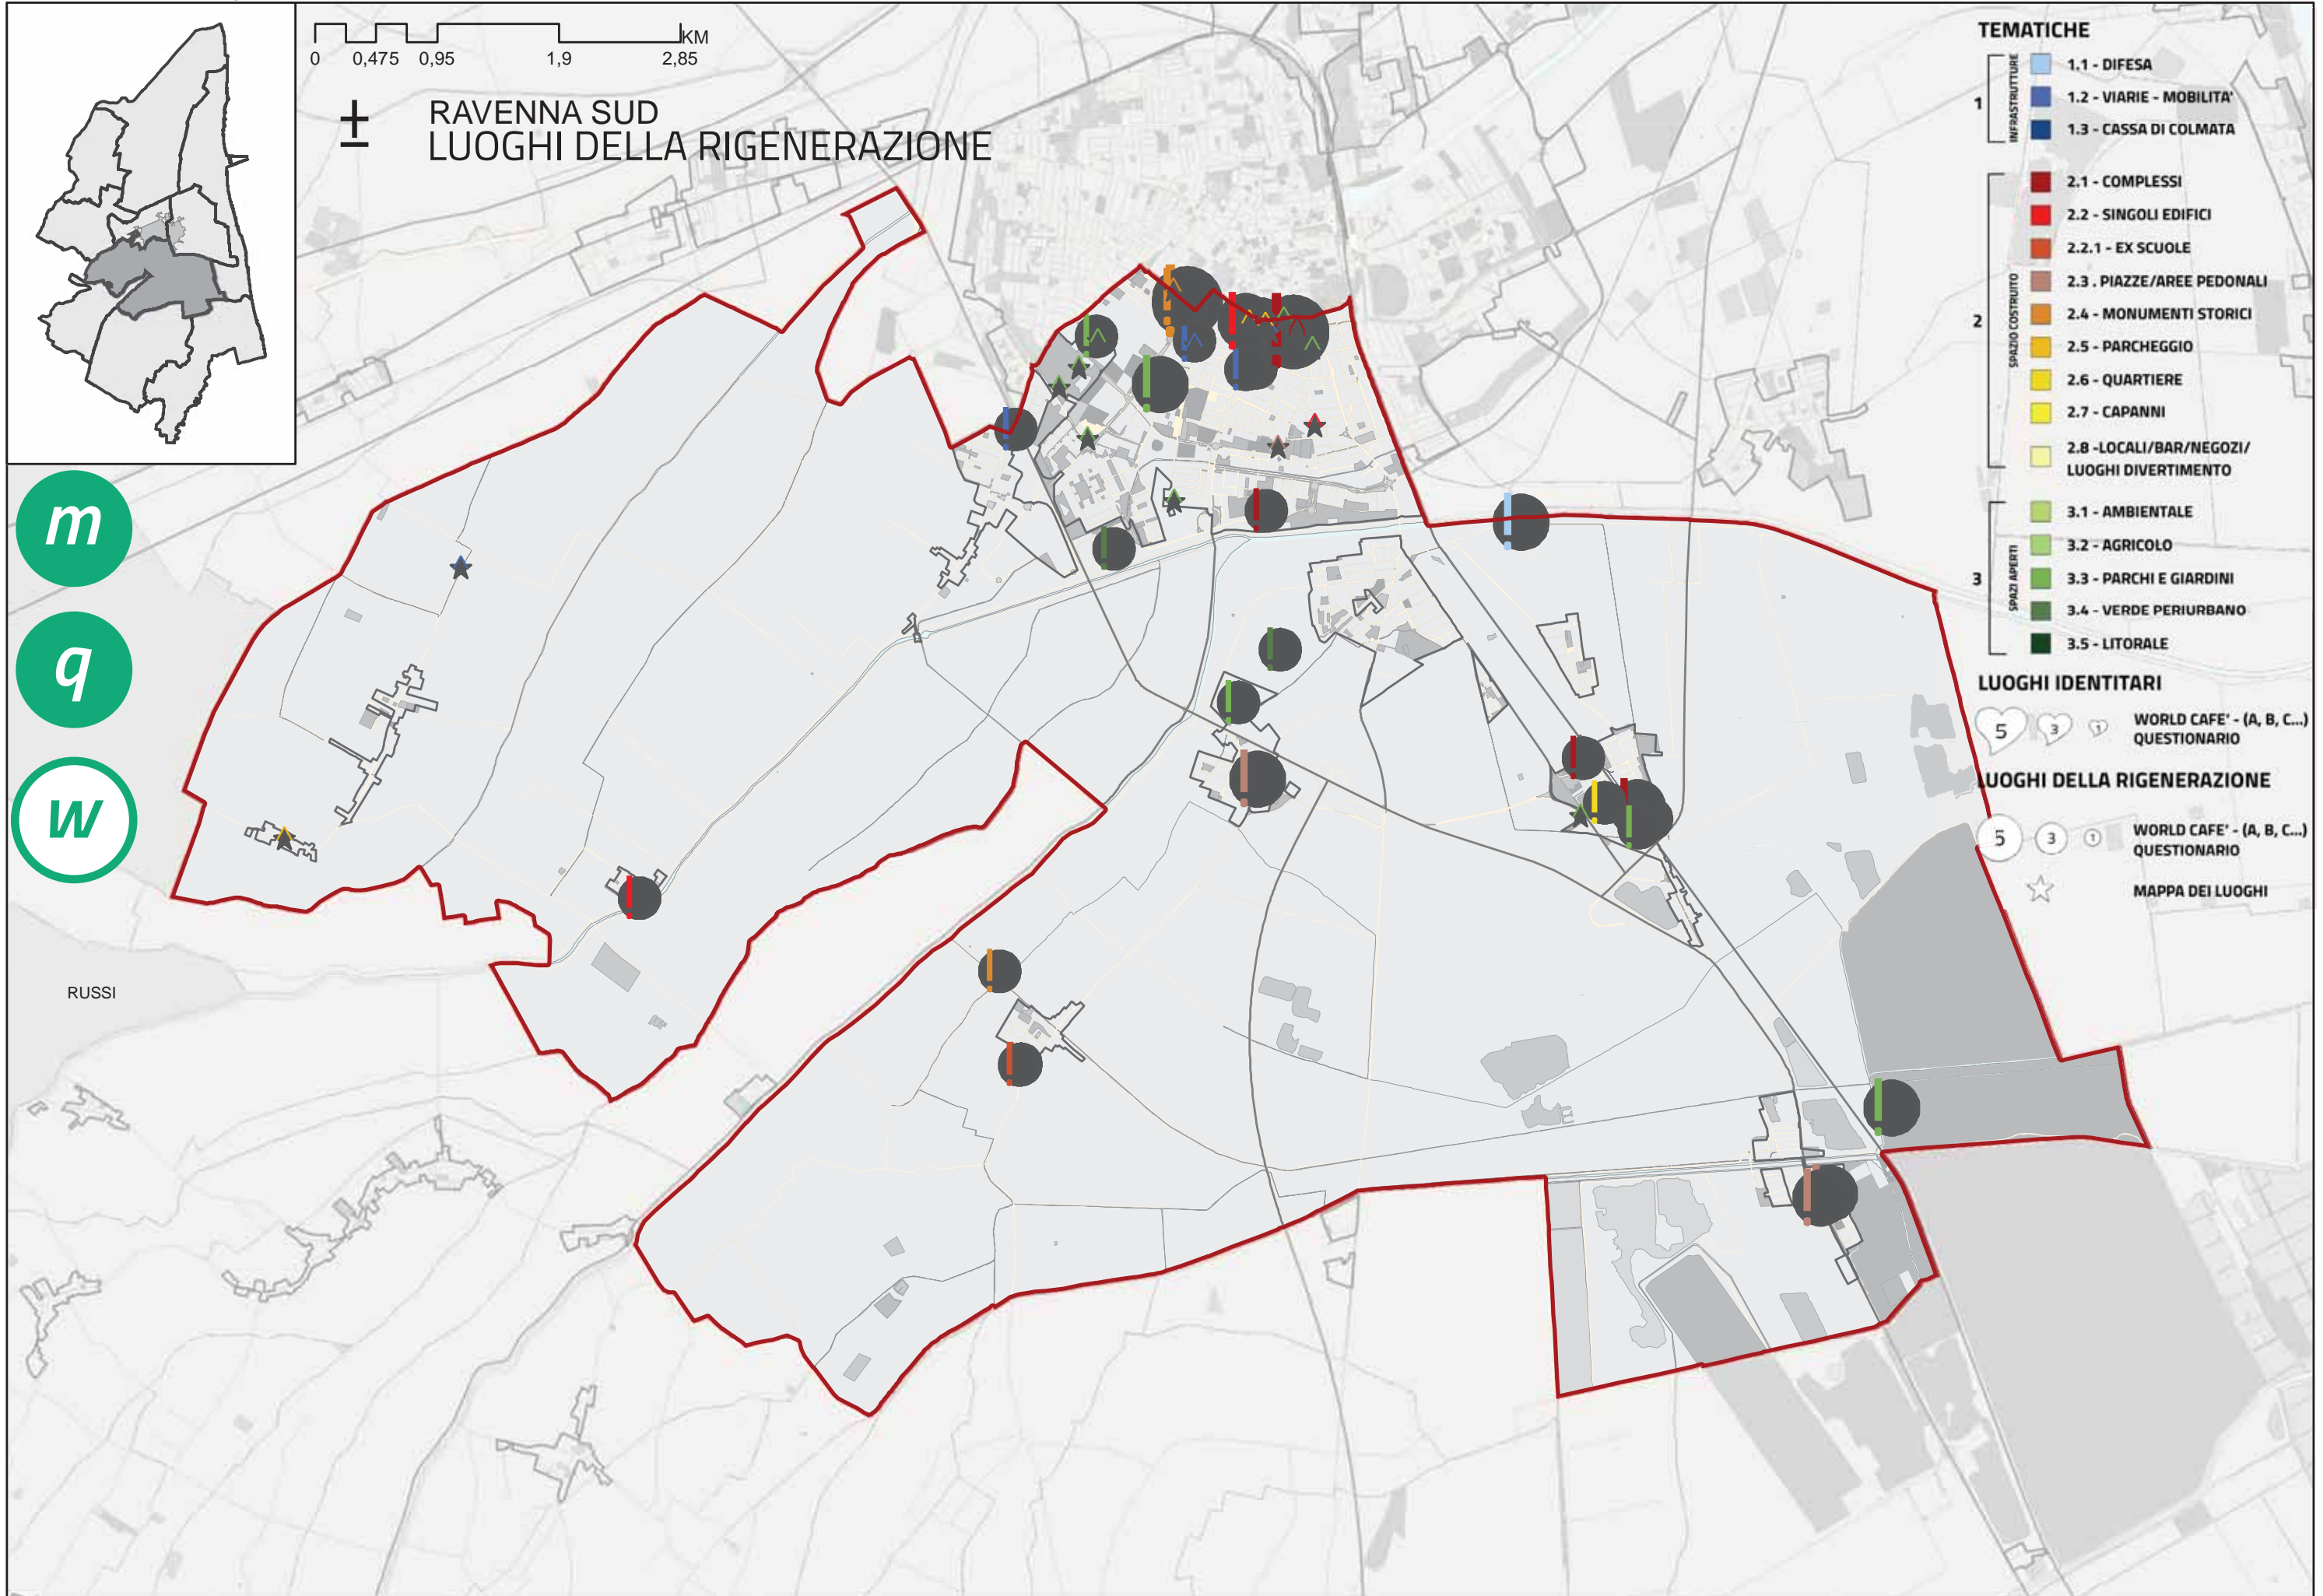 KM
0 0,475 0,95 1,9 2,85
±
RAVENNA SUD
LUOGHI DELLA RIGENERAZIONE
m
q
w
RUSSI
TEMATICHE
1
INFRASTRUTTURE
1.1 - DIFESA
1.2 - VIARIE - MOBILITA'
1.3 - CASSA DI COLMATA
2
SPAZIO COSTRUITO
2.1 - COMPLESSI
2.2 - SINGOLI EDIFICI
2.2.1 - EX SCUOLE
2.3 . PIAZZE/AREE PEDONALI
2.4 - MONUMENTI STORICI
2.5 - PARCHEGGIO
2.6 - QUARTIERE
2.7 - CAPANNI
2.8 -LOCALI/BAR/NEGOZI/
LUOGHI DIVERTIMENTO
3
SPAZI APERTI
3.1 - AMBIENTALE
3.2 - AGRICOLO
3.3 - PARCHI E GIARDINI
3.4 - VERDE PERIURBANO
3.5 - LITORALE
LUOGHI IDENTITARI
5 3 1
WORLD CAFE' - (A, B, C...)
QUESTIONARIO
LUOGHI DELLA RIGENERAZIONE
5 3 1
WORLD CAFE' - (A, B, C...)
QUESTIONARIO
MAPPA DEI LUOGHI